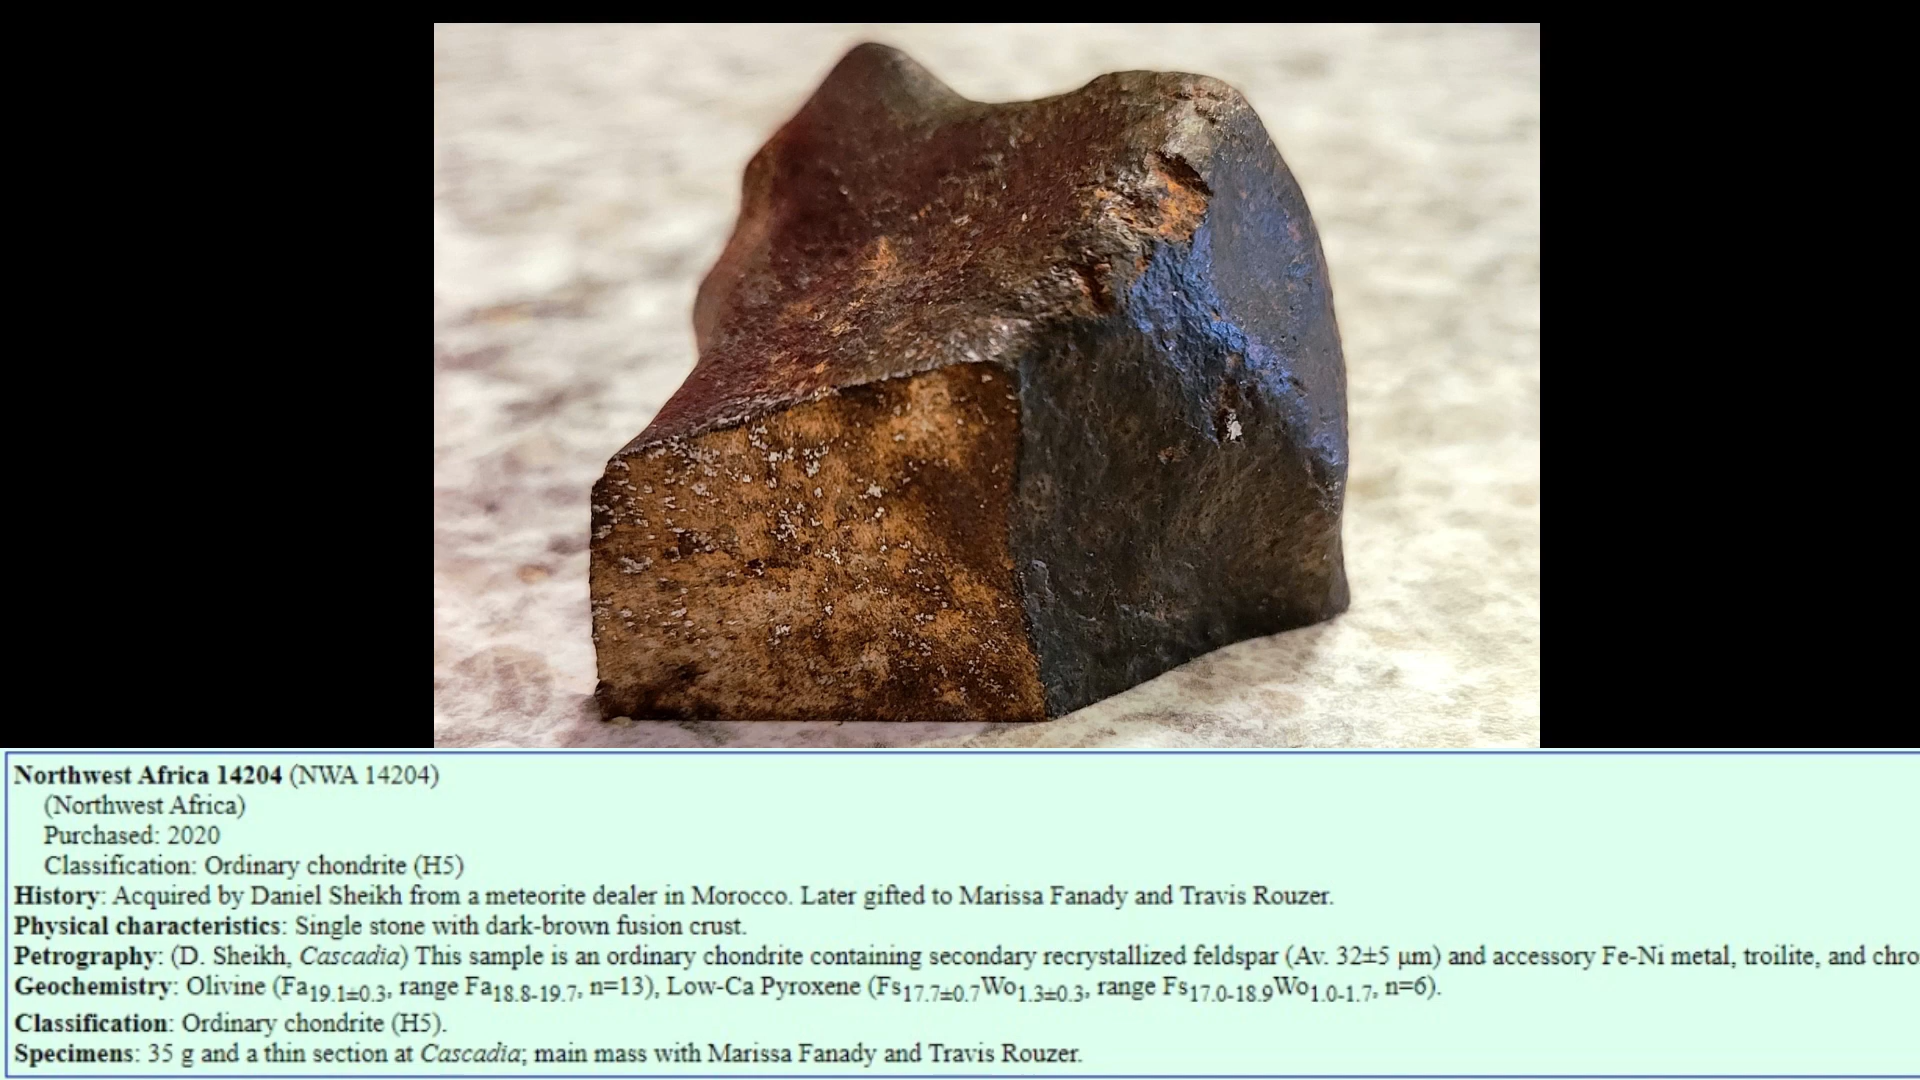 Northwest Africa 14204 (NWA 14204)
(Northwest Africa)
Purchased: 2020
Classification: Ordinary chondrite (H5)
History: Acquired by Daniel Sheikh from a meteorite dealer in Morocco. Later gifted to Marissa Fanady and Travis Rouzer.
Physical characteristics: Single stone with dark-brown fusion crust.
Petrography: (D. Sheikh, Cascadia) This sample is an ordinary chondrite containing secondary recrystallized feldspar (Av. 32±5 μm) and accessory Fe-Ni metal, troilite, and chro
Geochemistry: Olivine (Fa19.1±0.3, range Fa18.8-19.7, n=13), Low-Ca Pyroxene (Fs17.7±0.7Wo1.3±0.3, range Fs17.0-18.9Wo1.0-1.7, n=6).
Classification: Ordinary chondrite (H5).
Specimens: 35 g and a thin section at Cascadia; main mass with Marissa Fanady and Travis Rouzer.